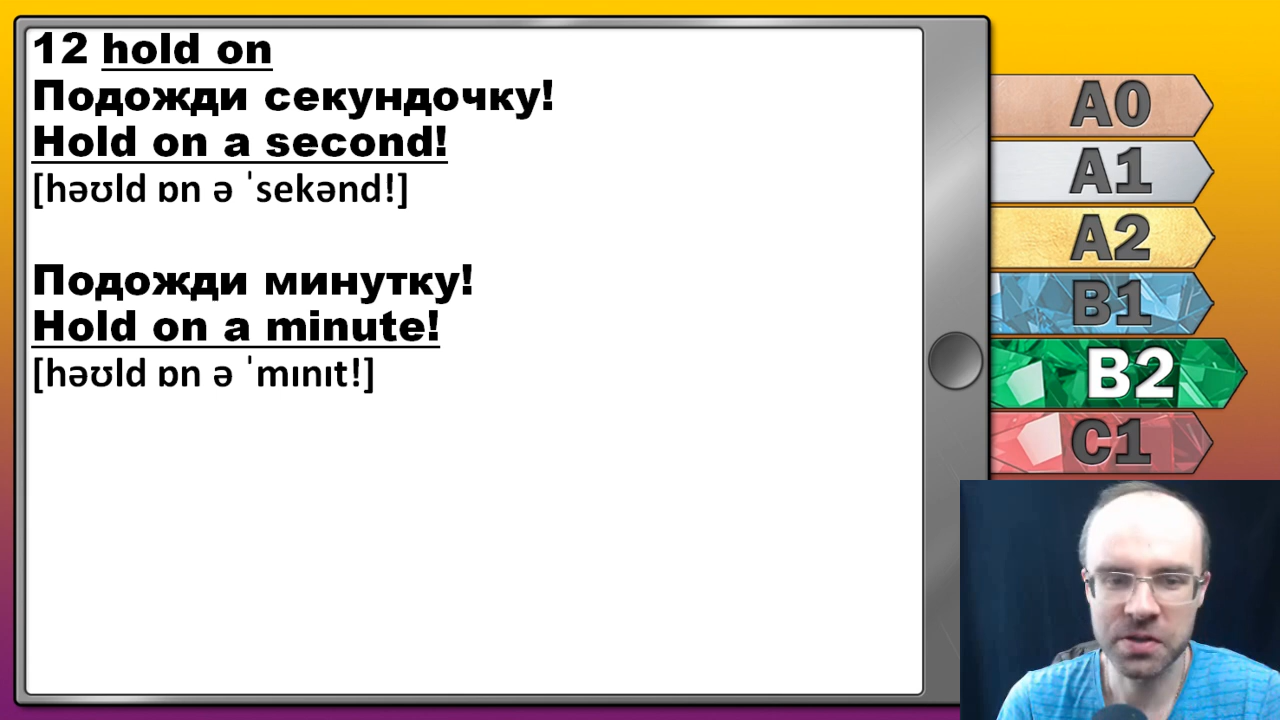 12 hold on
Подожди секундочку!
Hold on a second!
[həʊld ɒn ə ˈsekənd!]
Подожди минутку!
Hold on a minute!
[həʊld ɒn ə ˈmɪnɪt!]
A0
A1
A2
B1
B2
C1